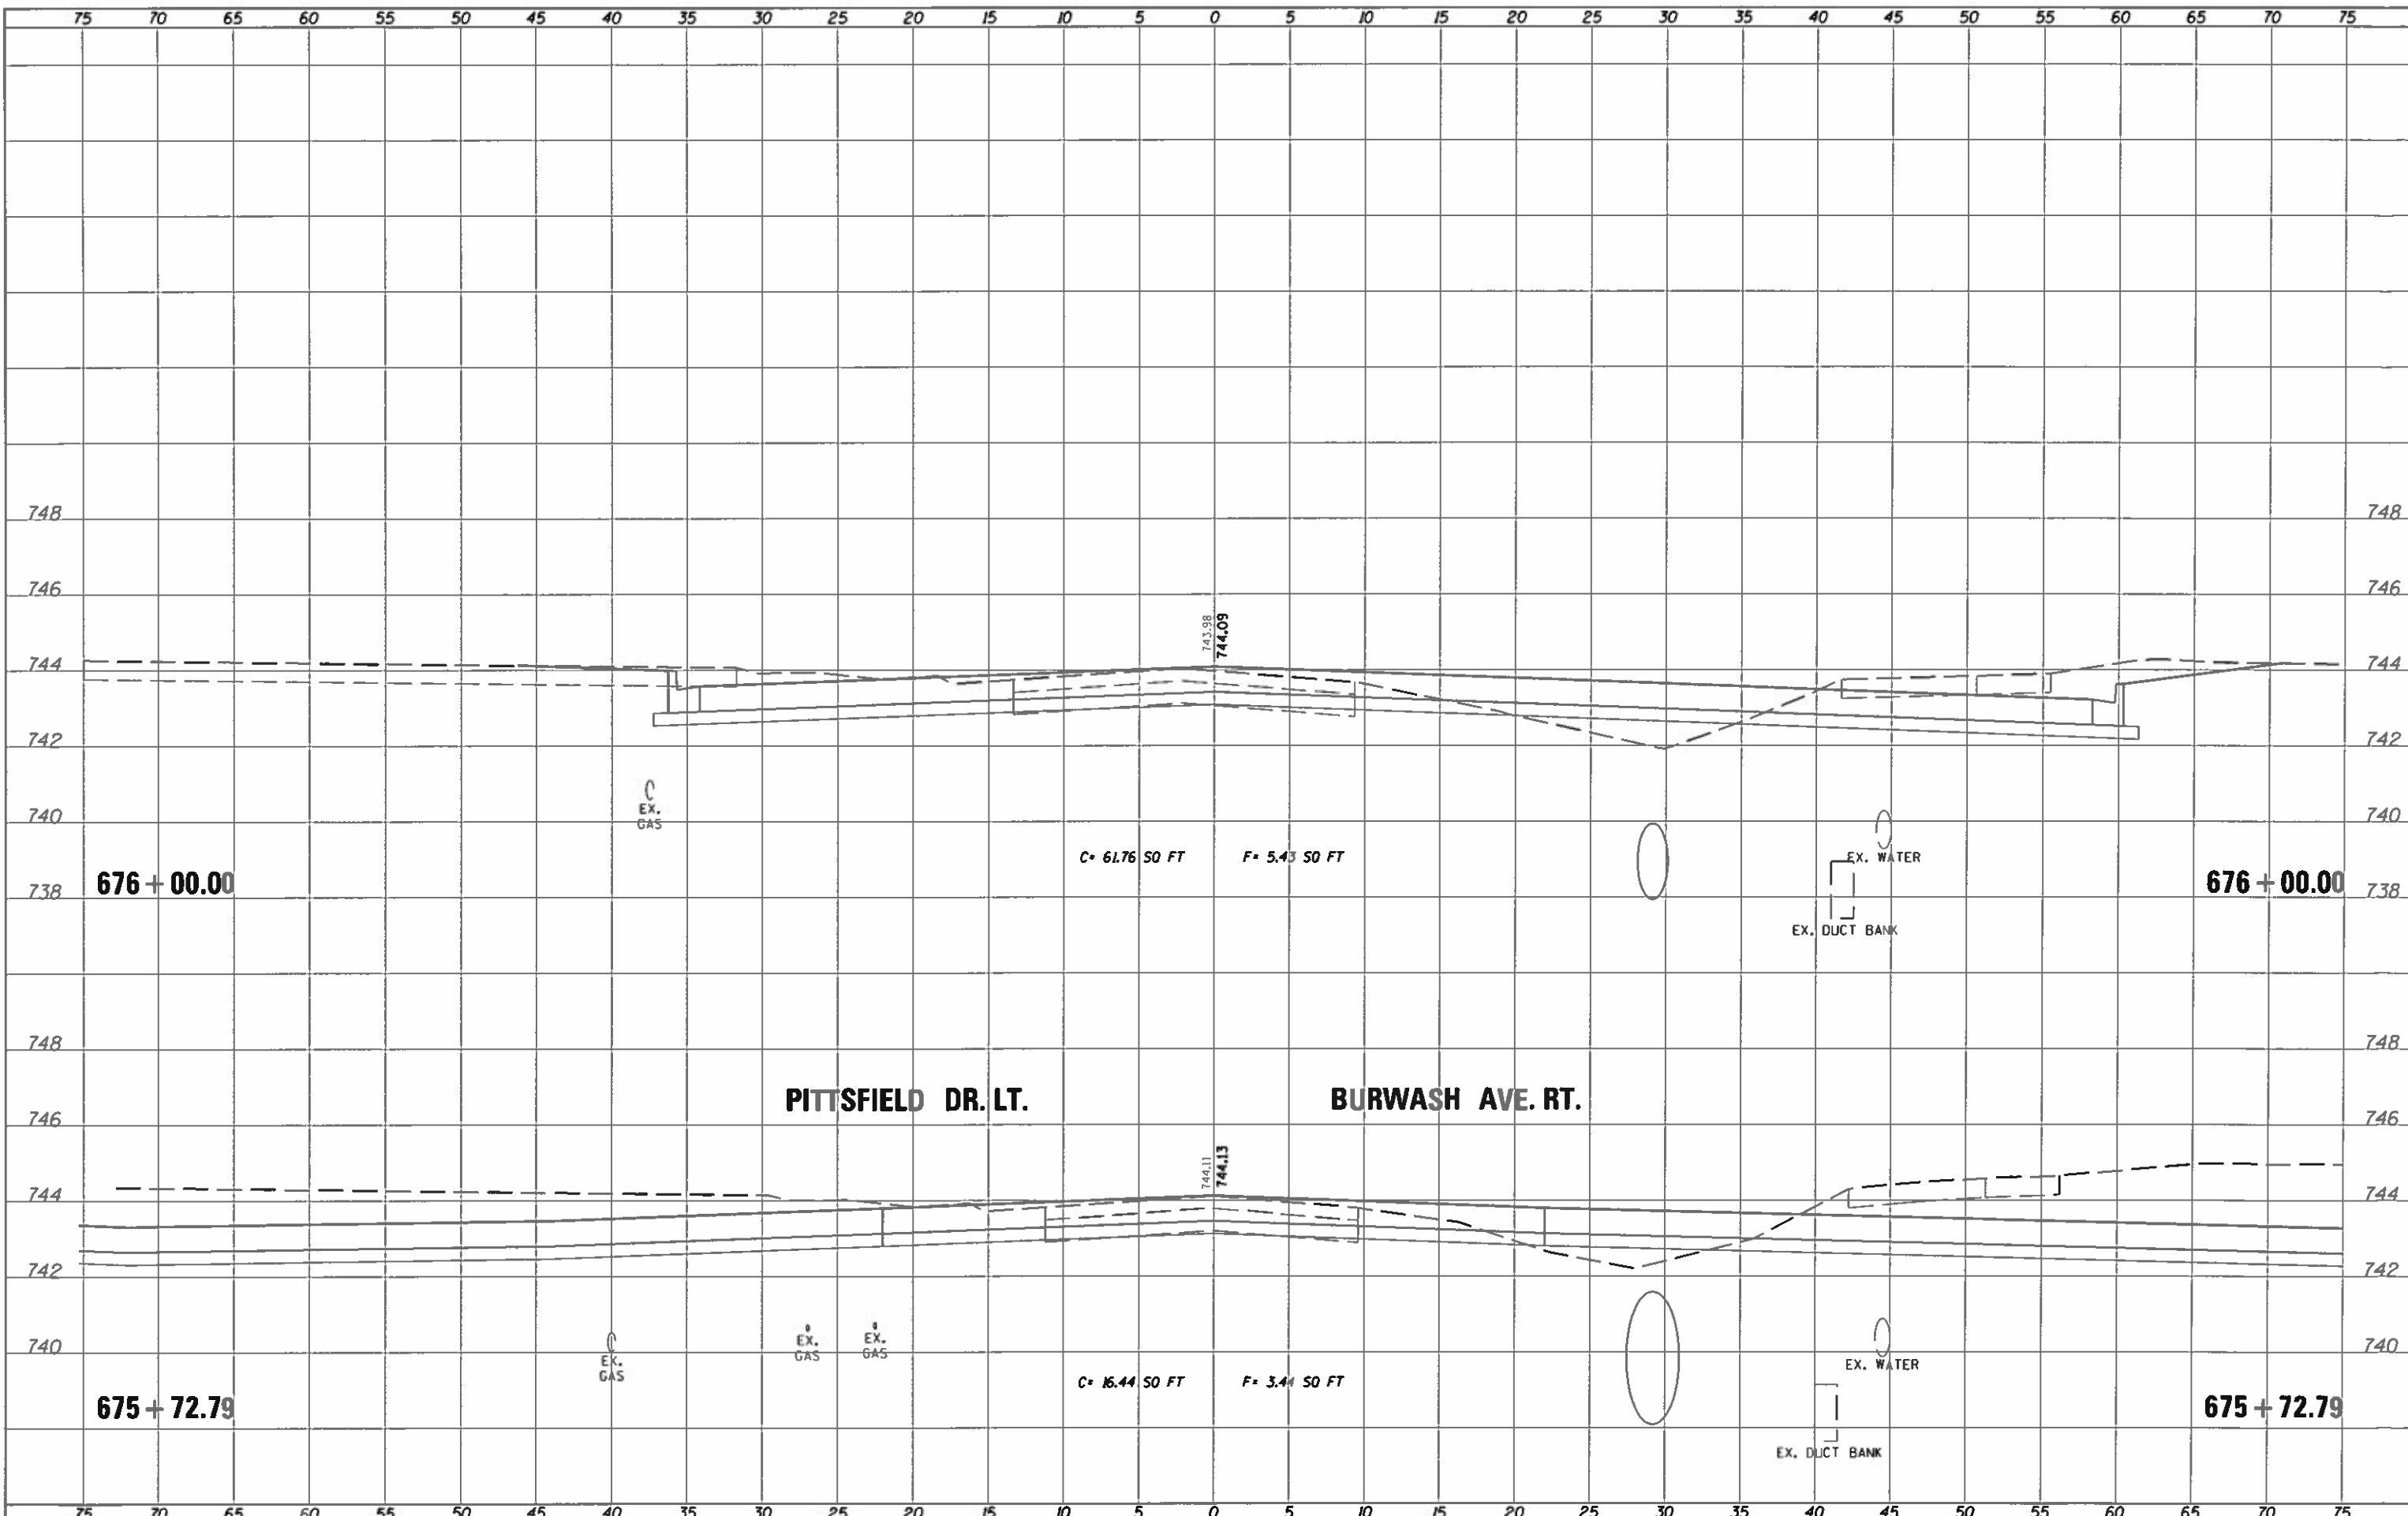 75 70 65 60 55 50 45 40 35 30 25 20 15 10 5 0 5 10 15 20 25 30 35 40 45 50 55 60 65 70 75
748 748
746 746
743.98
744.09
744 744
742 742
EX.
GAS
740 740
C= 61.76 SQ FT F= 5.43 SQ FT
EX. WATER
676+00.00 676+00.00
738 738
EX. DUCT BANK
748 748
PITTSFIELD DR. LT. BURWASH AVE. RT.
746 746
744.11
744.13
744 744
742 742
EX.
GAS
EX.
GAS
EX.
GAS
740 740
EX. WATER
C= 16.44 SQ FT F= 3.44 SQ FT
675+72.79 675+72.79
EX. DUCT BANK
75 70 65 60 55 50 45 40 35 30 25 20 15 10 5 0 5 10 15 20 25 30 35 40 45 50 55 60 65 70 75